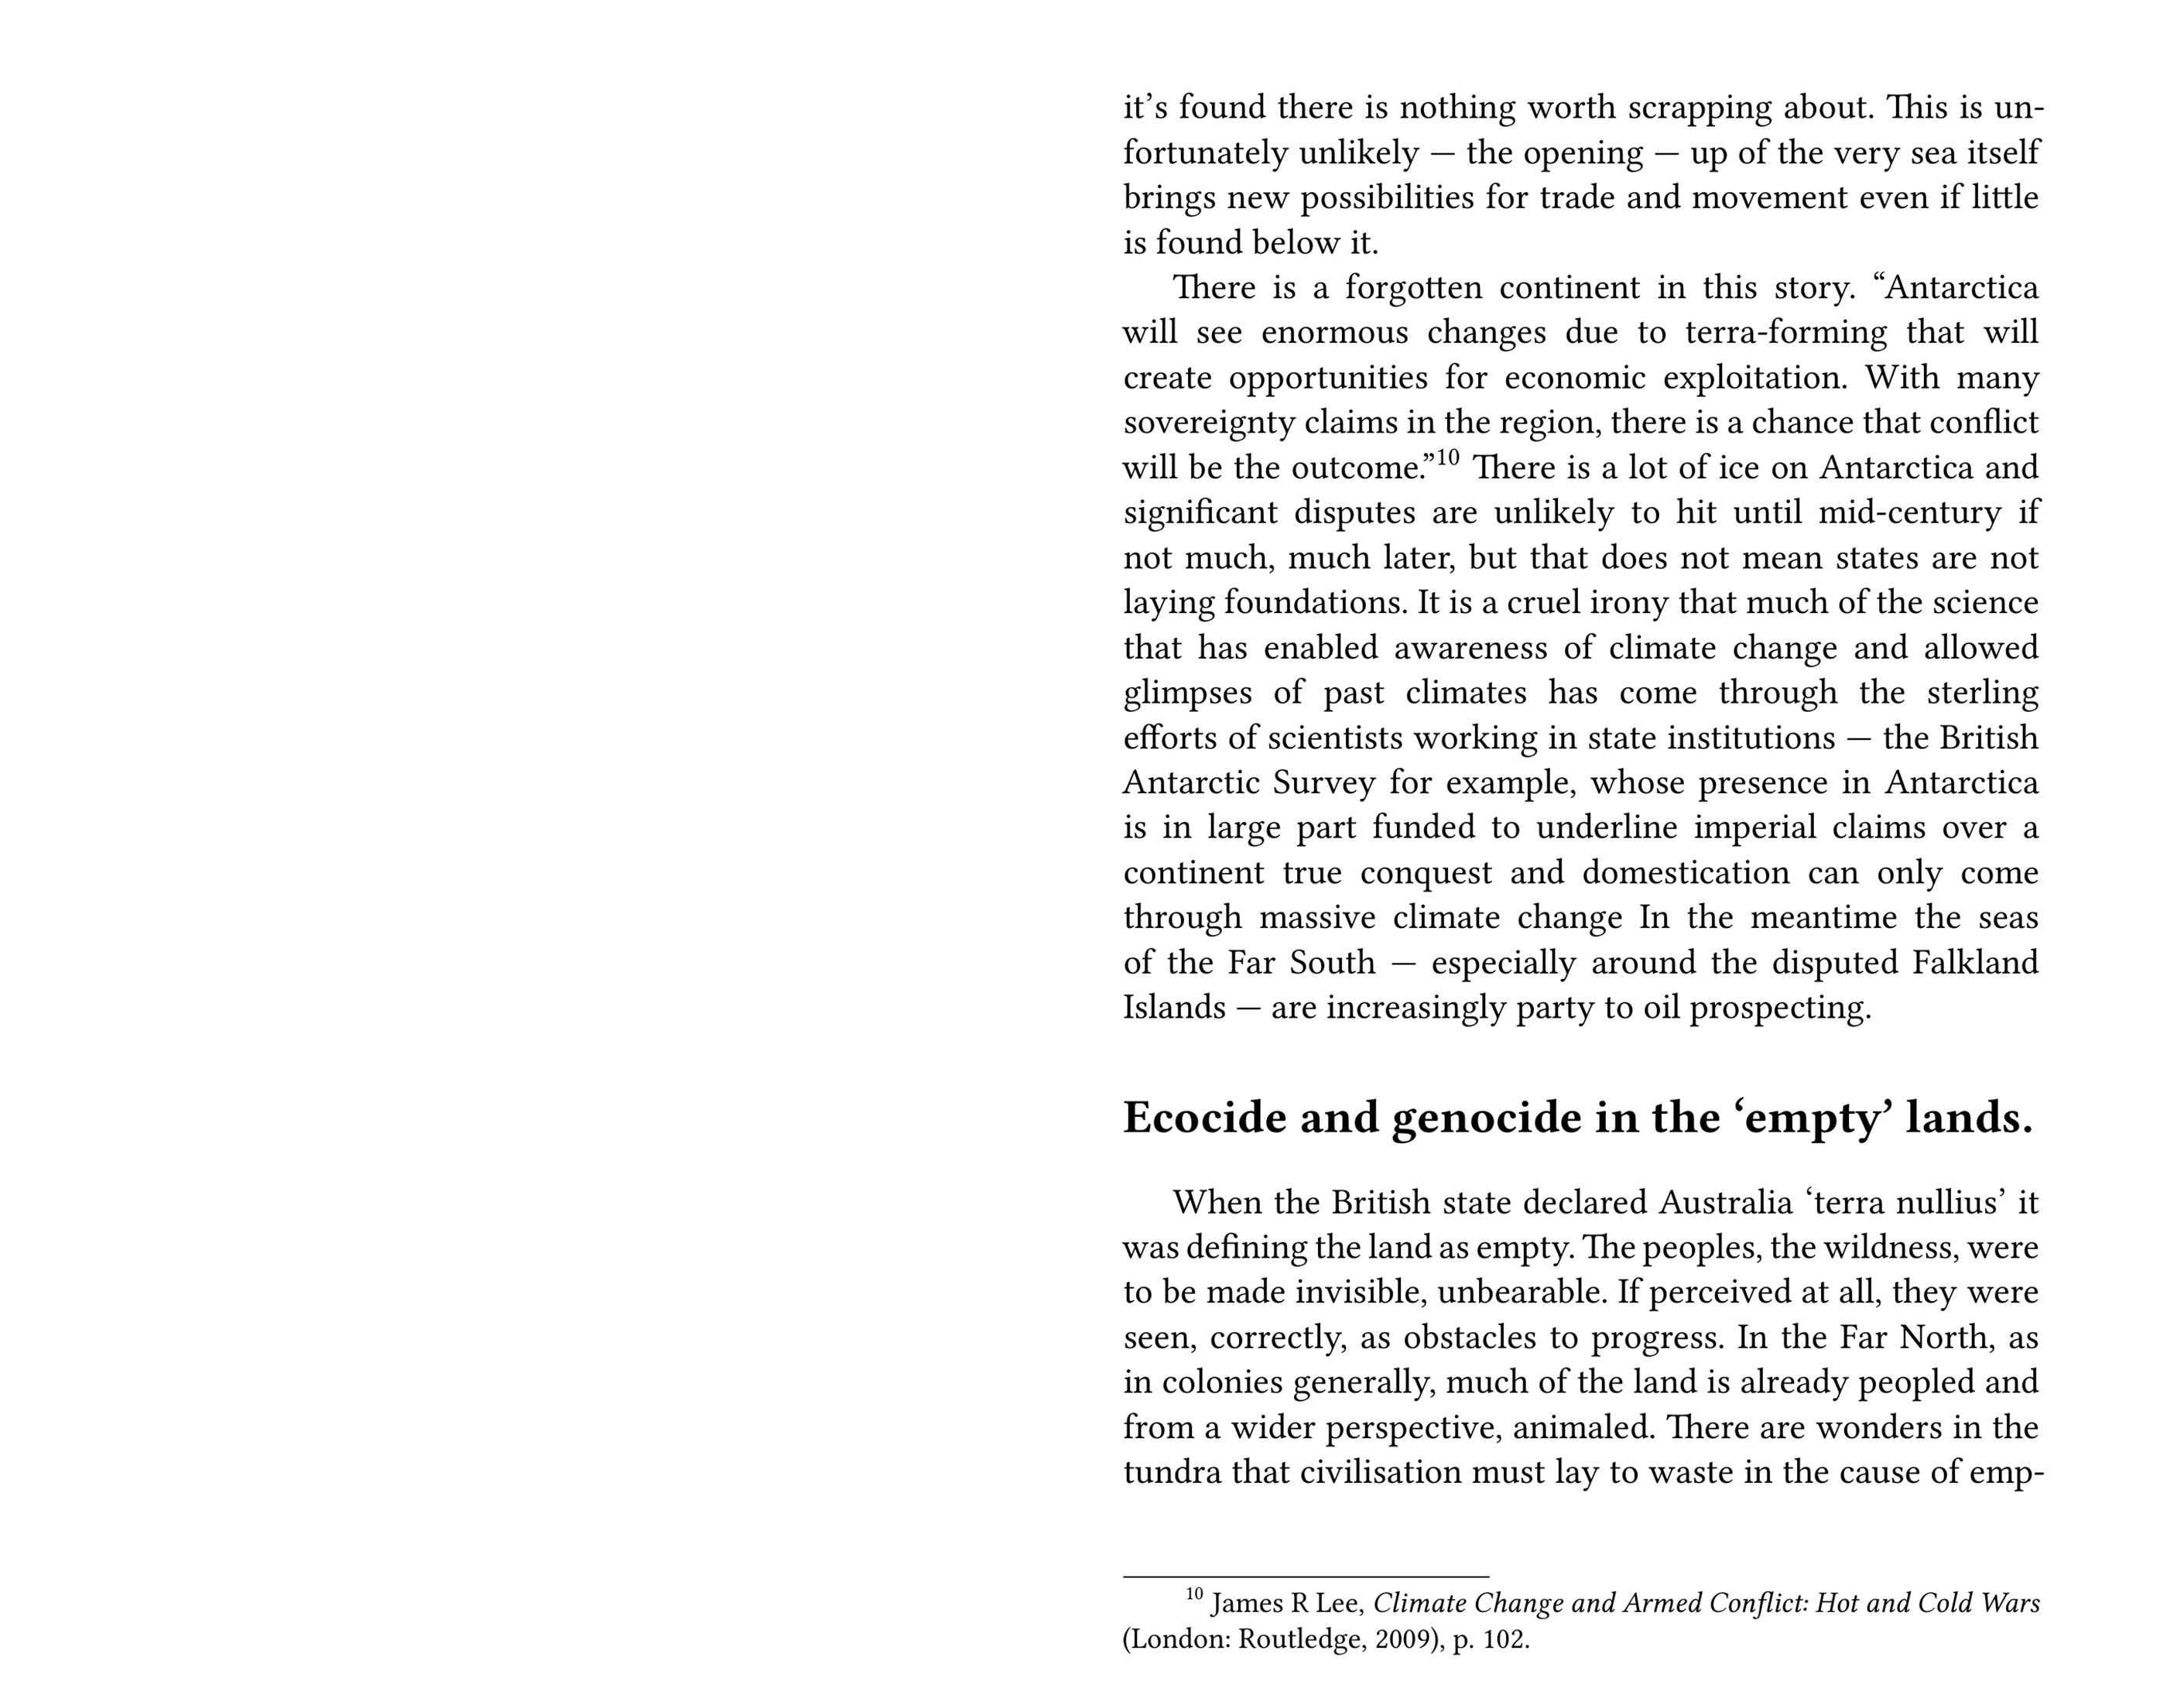 it’s found there is nothing worth scrapping about. This is un-
fortunately unlikely — the opening — up of the very sea itself
brings new possibilities for trade and movement even if little
is found below it.
There is a forgotten continent in this story. “Antarctica
will see enormous changes due to terra-forming that will
create opportunities for economic exploitation. With many
sovereignty claims in the region, there is a chance that conflict
will be the outcome.”10 There is a lot of ice on Antarctica and
significant disputes are unlikely to hit until mid-century if
not much, much later, but that does not mean states are not
laying foundations. It is a cruel irony that much of the science
that has enabled awareness of climate change and allowed
glimpses of past climates has come through the sterling
efforts of scientists working in state institutions — the British
Antarctic Survey for example, whose presence in Antarctica
is in large part funded to underline imperial claims over a
continent true conquest and domestication can only come
through massive climate change In the meantime the seas
of the Far South — especially around the disputed Falkland
Islands — are increasingly party to oil prospecting.
Ecocide and genocide in the ‘empty’ lands.
When the British state declared Australia ‘terra nullius’ it
was defining the land as empty. The peoples, the wildness, were
to be made invisible, unbearable. If perceived at all, they were
seen, correctly, as obstacles to progress. In the Far North, as
in colonies generally, much of the land is already peopled and
from a wider perspective, animaled. There are wonders in the
tundra that civilisation must lay to waste in the cause of emp-
10 James R Lee, Climate Change and Armed Conflict: Hot and Cold Wars
(London: Routledge, 2009), p. 102.